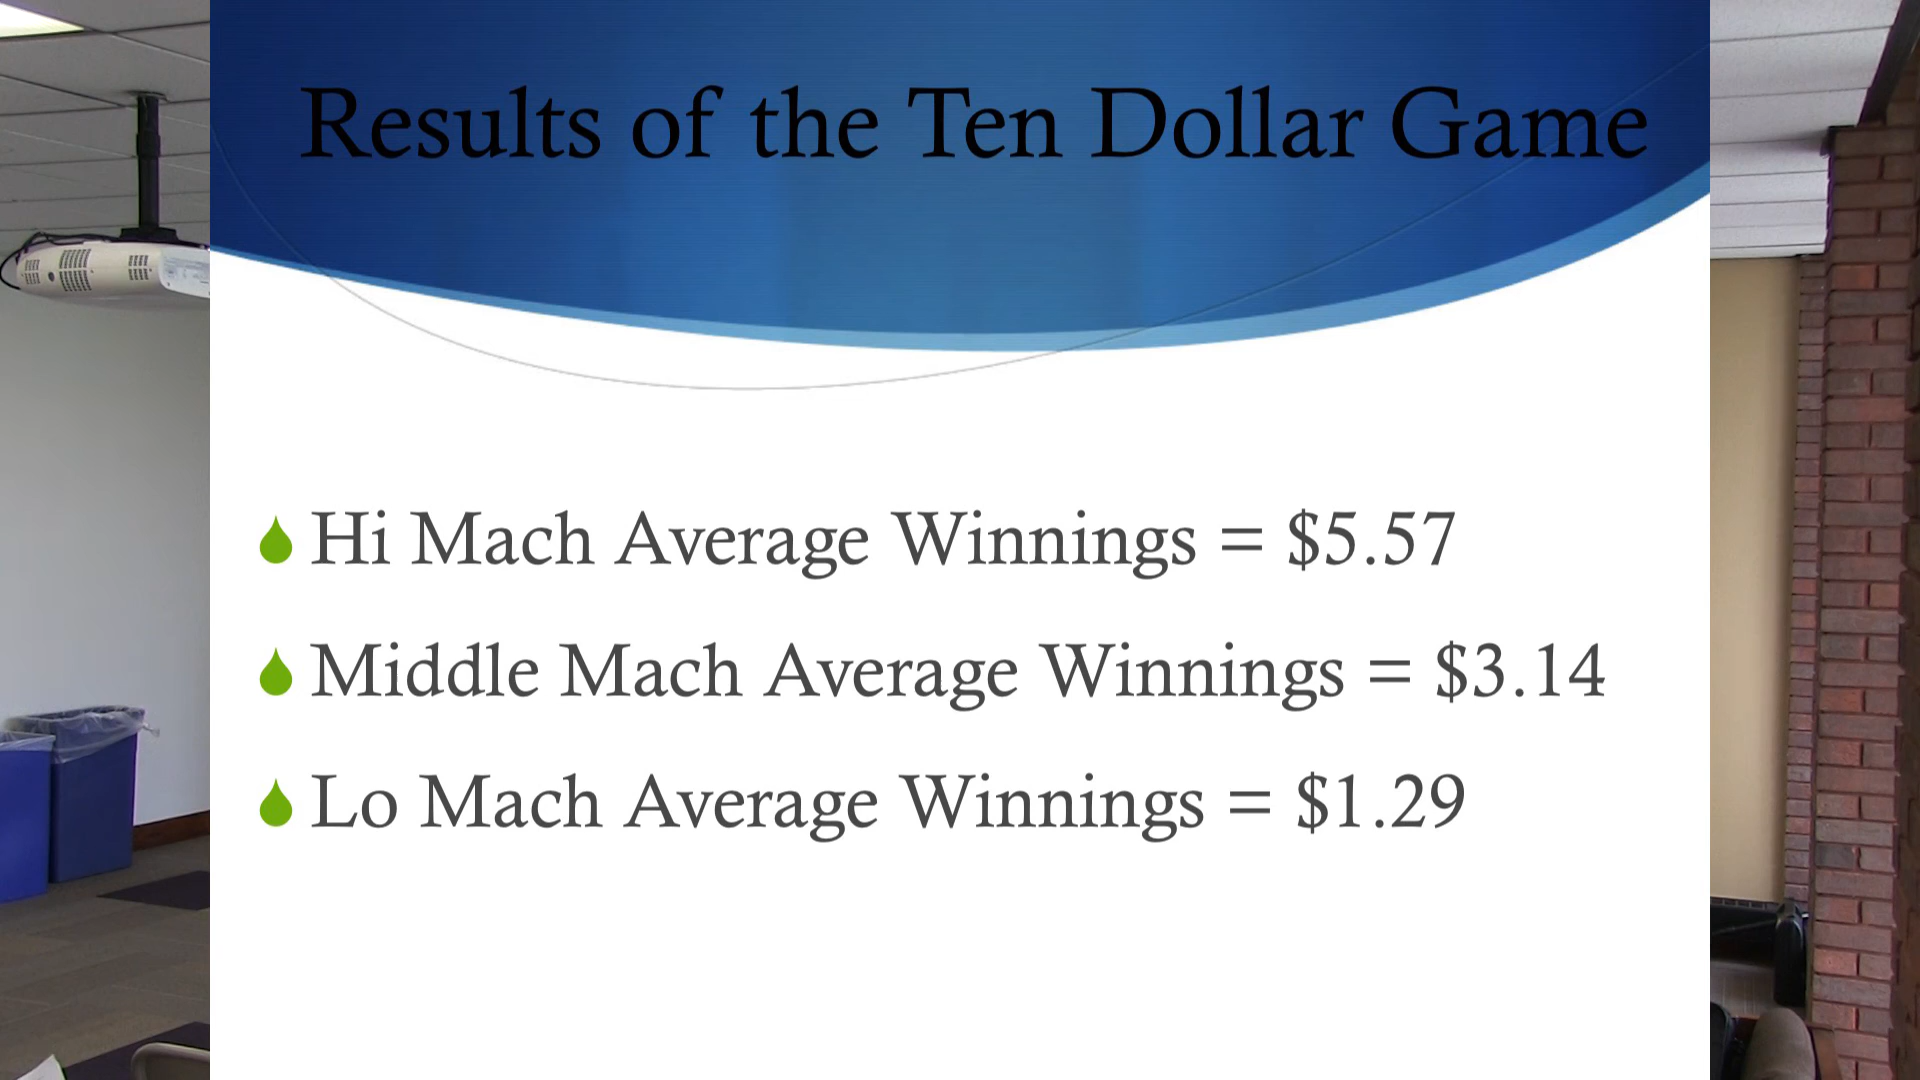 Results of the Ten Dollar Game
Hi Mach Average Winnings = $5.57
Middle Mach Average Winnings = $3.14
Lo Mach Average Winnings = $1.29